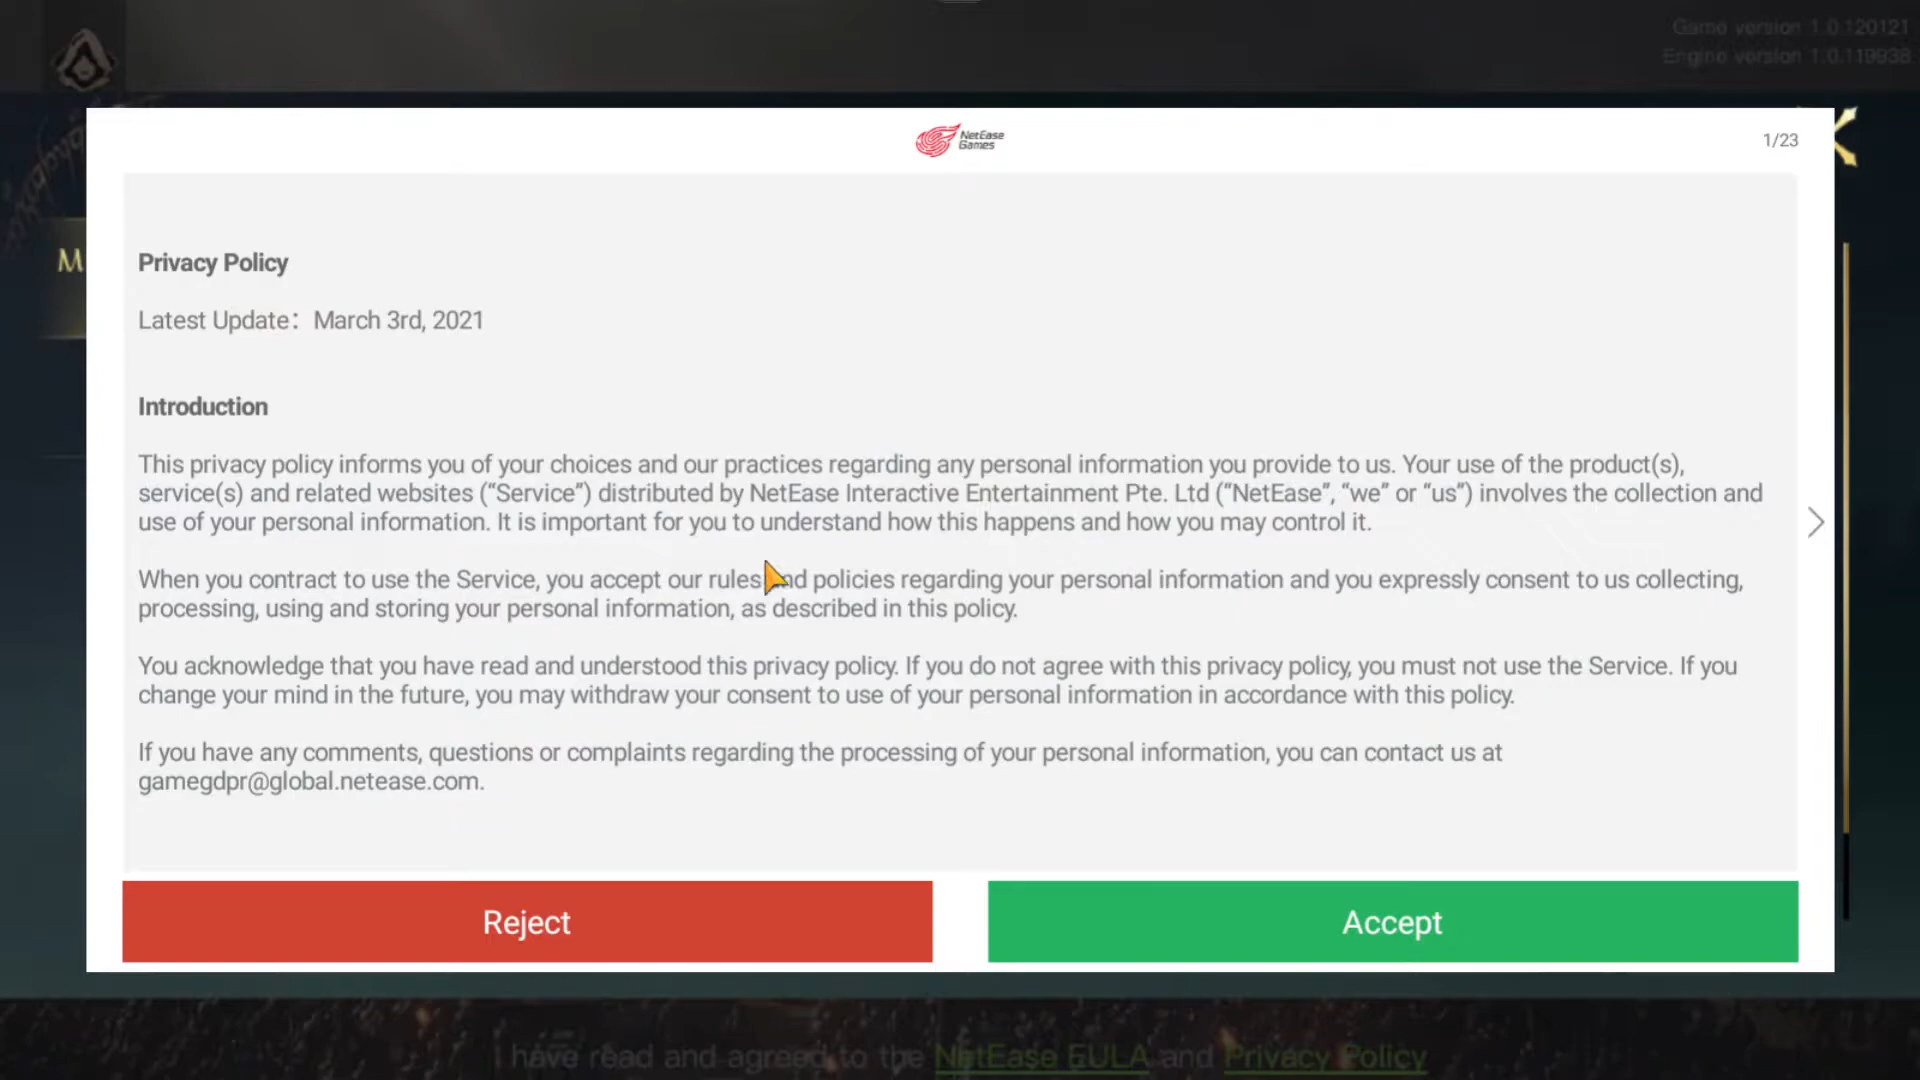 Game version 1.0.120121
Engine version 1.0.119938
NetEase
Games
1/23
M
Privacy Policy
Latest Update： March 3rd, 2021
Introduction
This privacy policy informs you of your choices and our practices regarding any personal information you provide to us. Your use of the product(s),
service(s) and related websites (“Service”) distributed by NetEase Interactive Entertainment Pte. Ltd (“NetEase”, “we” or “us”) involves the collection and
use of your personal information. It is important for you to understand how this happens and how you may control it.
When you contract to use the Service, you accept our rules and policies regarding your personal information and you expressly consent to us collecting,
processing, using and storing your personal information, as described in this policy.
You acknowledge that you have read and understood this privacy policy. If you do not agree with this privacy policy, you must not use the Service. If you
change your mind in the future, you may withdraw your consent to use of your personal information in accordance with this policy.
If you have any comments, questions or complaints regarding the processing of your personal information, you can contact us at
gamegdpr@global.netease.com.
Reject
Accept
I have read and agreed to the NetEase EULA and Privacy Policy